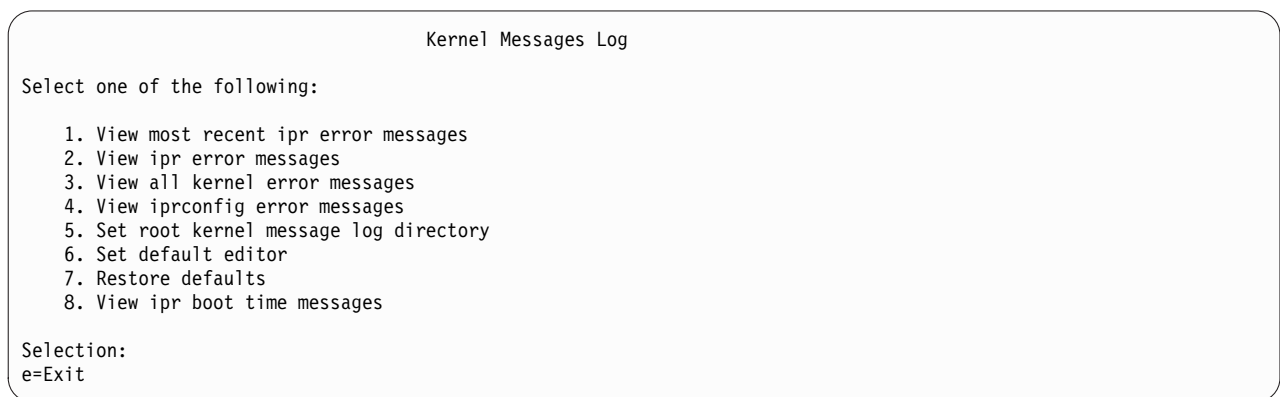 Kernel Messages Log
Select one of the following:
1. View most recent ipr error messages
2. View ipr error messages
3. View all kernel error messages
4. View iprconfig error messages
5. Set root kernel message log directory
6. Set default editor
7. Restore defaults
8. View ipr boot time messages
Selection:
e=Exit